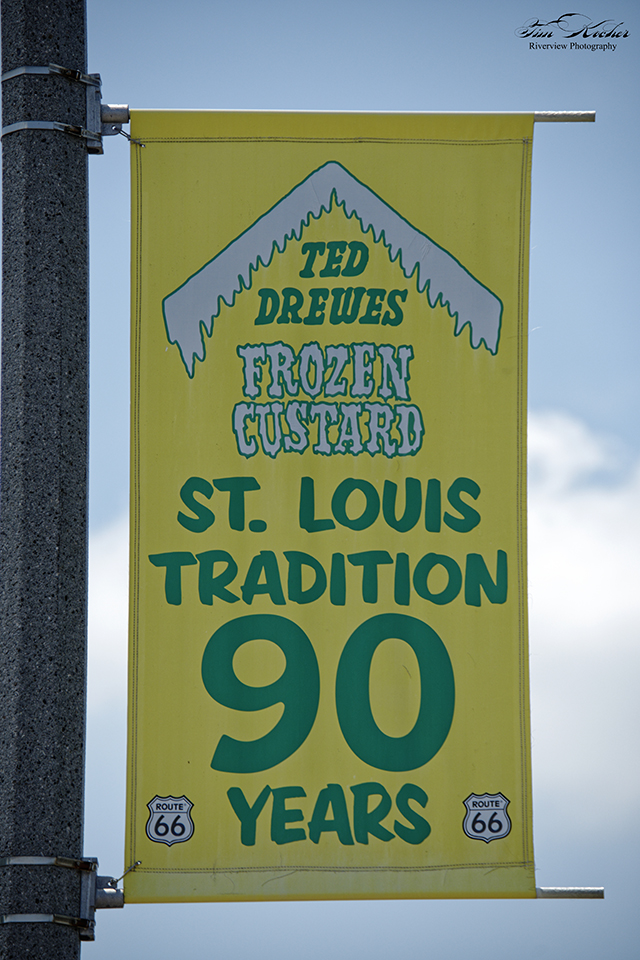 Tim Kocher
Riverview Photography
TED
DREWES
FROZEN
CUSTARD
ST. LOUIS
TRADITION
90
YEARS
ROUTE
66
ROUTE
66